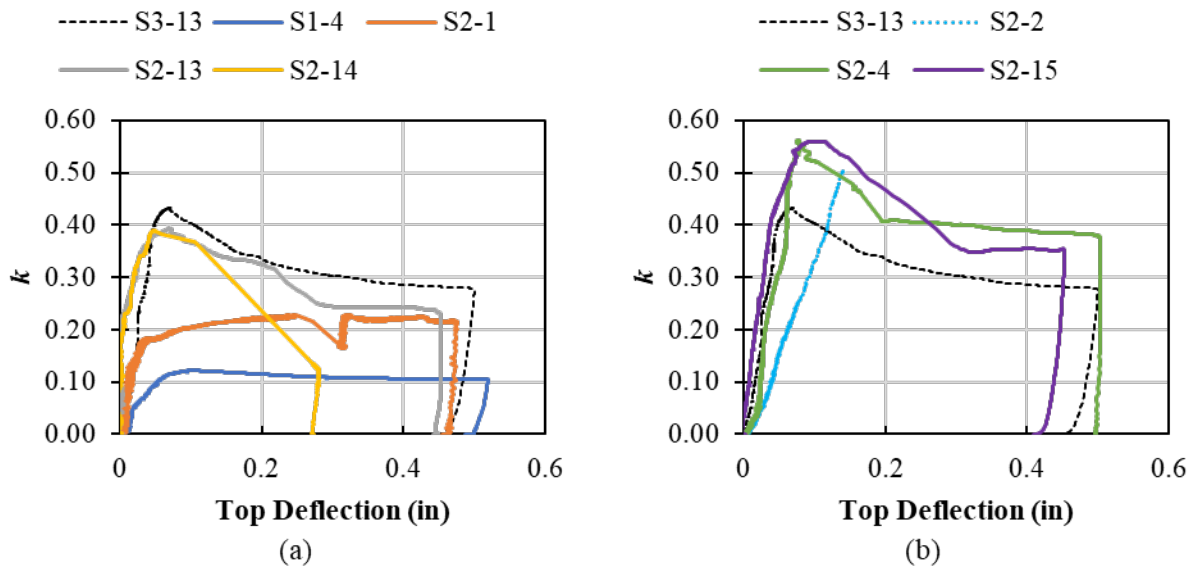 S3-13 S1-4 S2-1
S2-13 S2-14
0.60
0.50
0.40
0.30
0.20
0.10
0.00
k
0 0.2 0.4 0.6
Top Deflection (in)
(a)
S3-13 S2-2
S2-4 S2-15
0.60
0.50
0.40
0.30
0.20
0.10
0.00
k
0 0.2 0.4 0.6
Top Deflection (in)
(b)